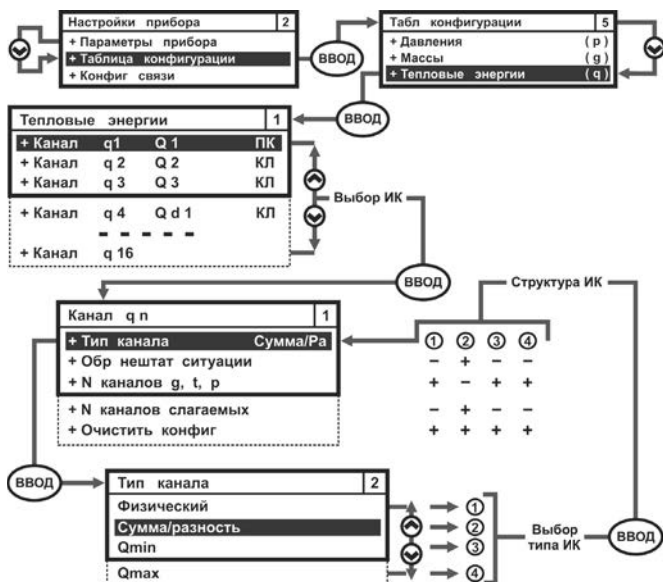 Настройки прибора 2
+ Параметры прибора
+ Таблица конфигурации
+ Конфиг связи
ВВОД
Табл конфигурации 5
+ Давления (p)
+ Массы (g)
+ Тепловые энергии (q)
ВВОД
Тепловые энергии 1
+ Канал q1 Q 1 ПК
+ Канал q 2 Q 2 КЛ
+ Канал q 3 Q 3 КЛ
+ Канал q 4 Q d 1 КЛ
- - - - -
+ Канал q 16
Выбор ИК
ВВОД
Структура ИК
Канал q n 1
+ Тип канала Сумма/Ра
+ Обр нештат ситуации
+ N каналов g, t, p
+ N каналов слагаемых
+ Очистить конфиг
① ② ③ ④
− + − −
+ − + +
− + − −
+ + + +
ВВОД
Тип канала 2
Физический
Сумма/разность
Qmin
Qmax
①
②
③
④
Выбор
типа ИК
ВВОД